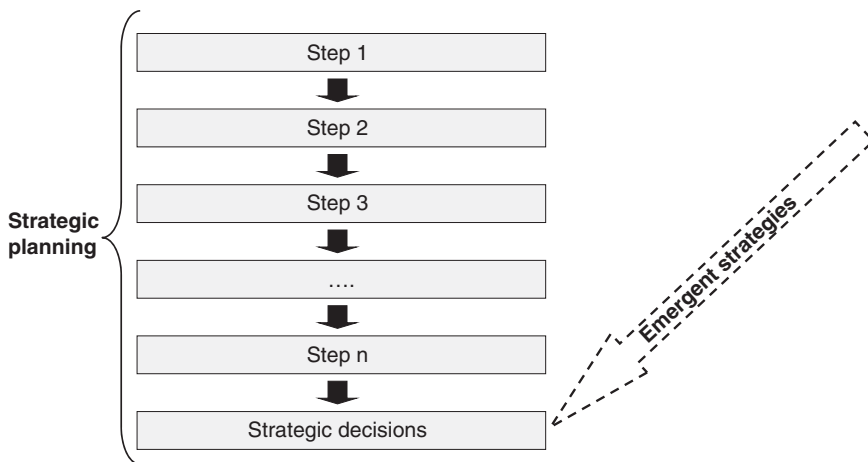 Step 1
Step 2
Step 3
Strategic
planning
....
Step n
Strategic decisions
Emergent strategies